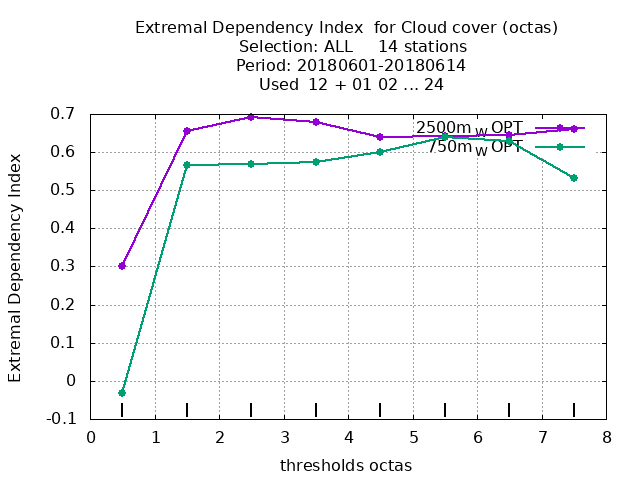 Extremal Dependency Index  for Cloud cover (octas)
Selection: ALL     14 stations
Period: 20180601-20180614
Used  12 + 01 02 ... 24
0.7
0.6
0.5
0.4
0.3
0.2
0.1
0
-0.1
Extremal Dependency Index
2500m W OPT
750m W OPT
0 1 2 3 4 5 6 7 8
thresholds octas